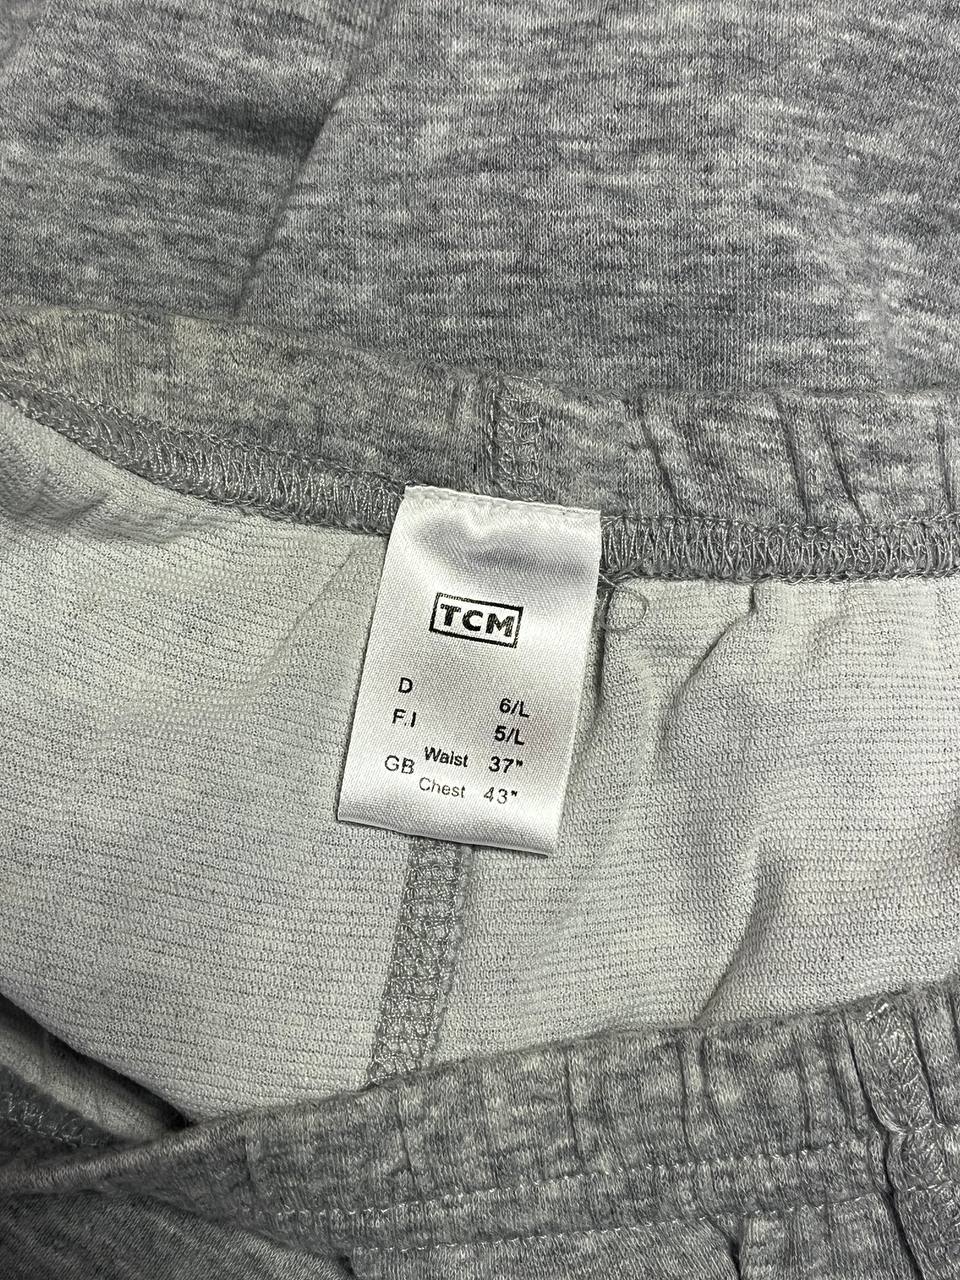 TCM
D 6/L
F.I 5/L
GB Waist 37"
Chest 43"